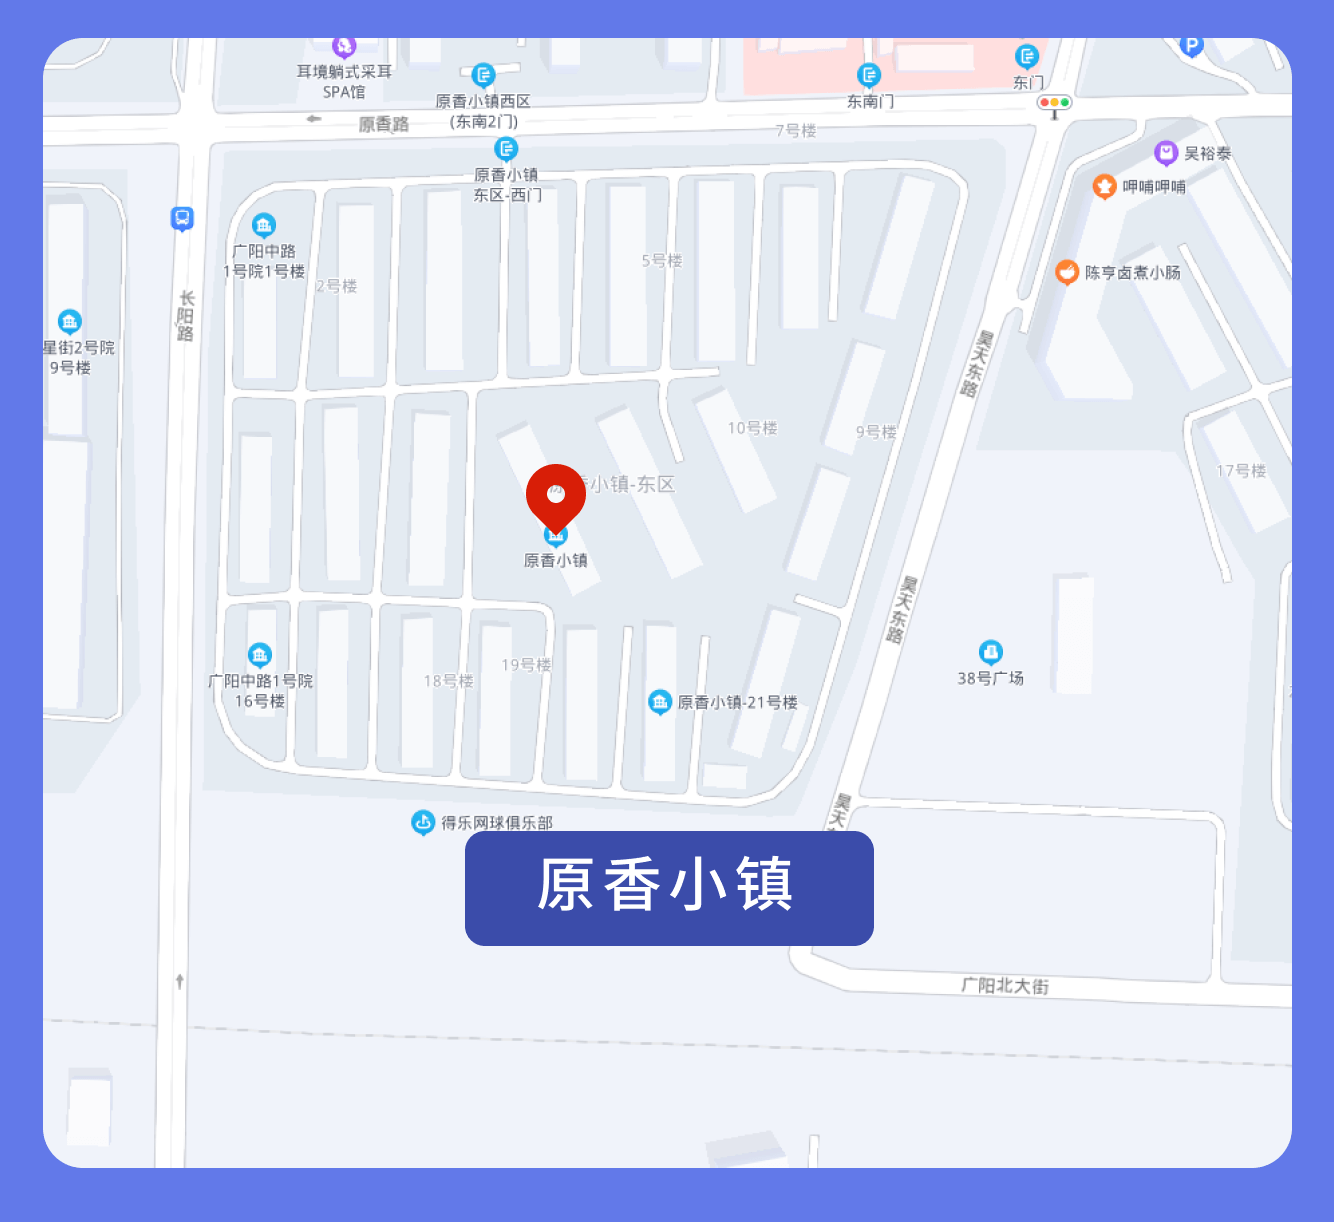 耳境躺式采耳
SPA馆
原香小镇西区
(东南2门)
东南门
东门
P
原香路
7号楼
吴裕泰
呷哺呷哺
原香小镇
东区-西门
广阳中路
1号院1号楼
2号楼
5号楼
陈亨卤煮小肠
长阳路
星街2号院
9号楼
昊天东路
10号楼
9号楼
17号楼
小镇-东区
原香小镇
昊天东路
38号广场
广阳中路1号院
16号楼
18号楼
19号楼
原香小镇-21号楼
昊天
得乐网球俱乐部
原香小镇
广阳北大街